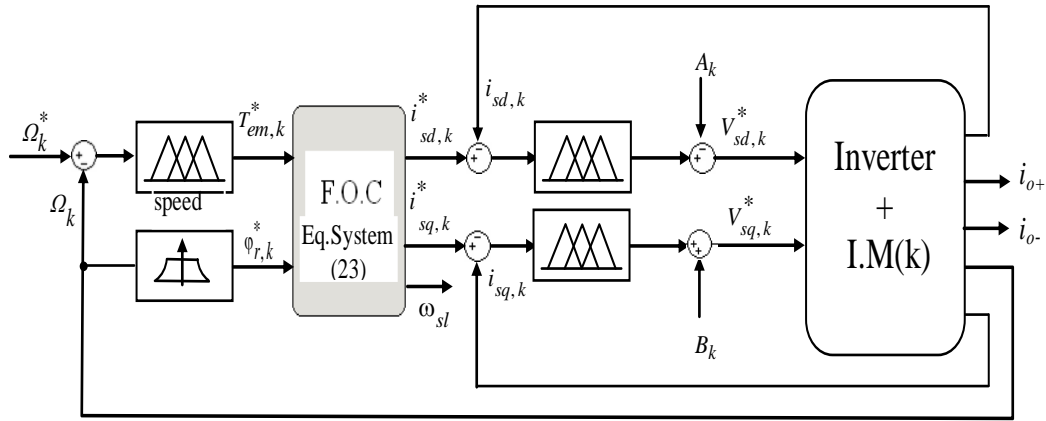 Ω*k
Ωk
speed
T*em,k
φ*r,k
F.O.C
Eq.System
(23)
i*sd,k
i*sq,k
ωsl
isd,k
isq,k
Ak
Bk
V*sd,k
V*sq,k
Inverter
+
I.M(k)
io+
io-